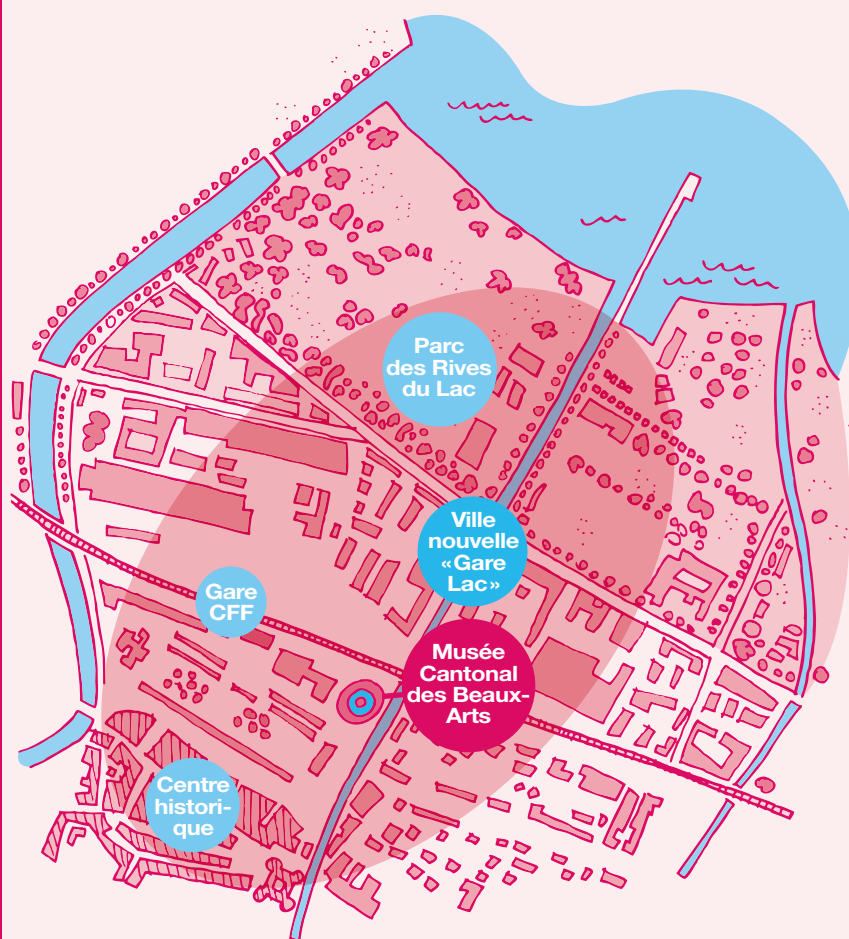 Parc
des Rives
du Lac
Ville
nouvelle
«Gare
Lac»
Gare
CFF
Musée
Cantonal
des Beaux-
Arts
Centre
histori-
que